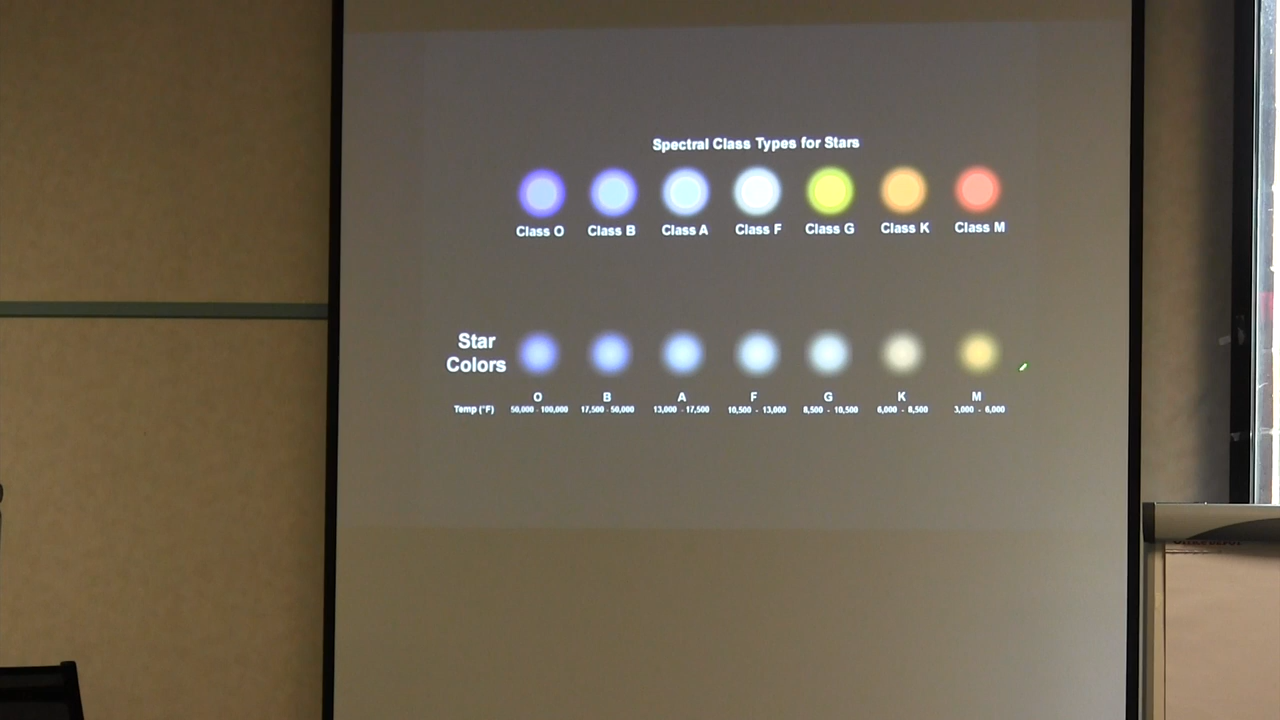 Spectral Class Types for Stars
Class O Class B Class A Class F Class G Class K Class M
Star
Colors
O B A F G K M
Temp (°F) 50,000 - 100,000 17,500 - 50,000 13,000 - 17,500 10,500 - 13,000 8,500 - 10,500 6,000 - 8,500 3,000 - 6,000